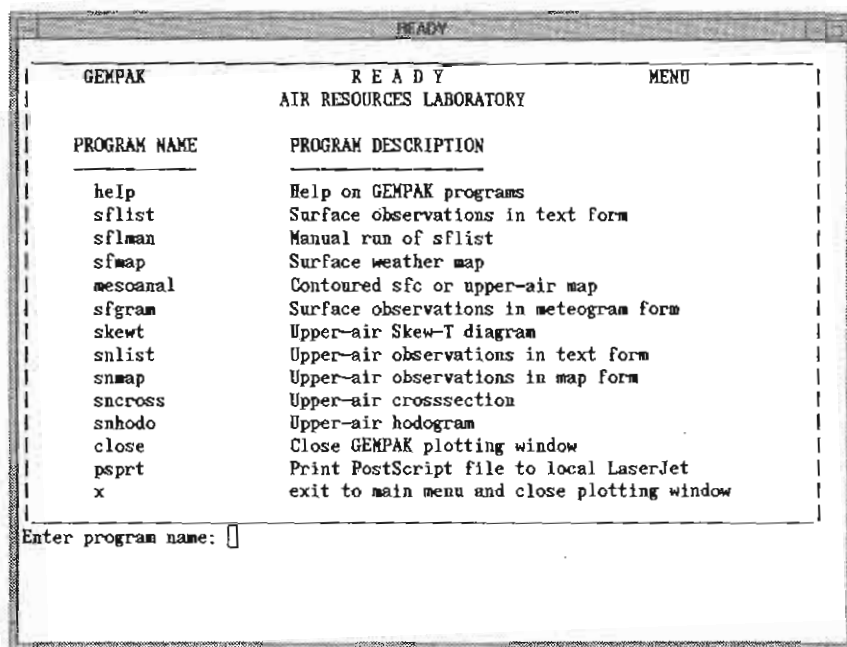 READY
GEMPAK R E A D Y MENU
AIR RESOURCES LABORATORY
PROGRAM NAME PROGRAM DESCRIPTION
help Help on GEMPAK programs
sflist Surface observations in text form
sflman Manual run of sflist
sfmap Surface weather map
mesoanal Contoured sfc or upper-air map
sfgram Surface observations in meteogram form
skewt Upper-air Skew-T diagram
snlist Upper-air observations in text form
snmap Upper-air observations in map form
sncross Upper-air crosssection
snhodo Upper-air hodogram
close Close GEMPAK plotting window
psprt Print PostScript file to local LaserJet
x exit to main menu and close plotting window
Enter program name: